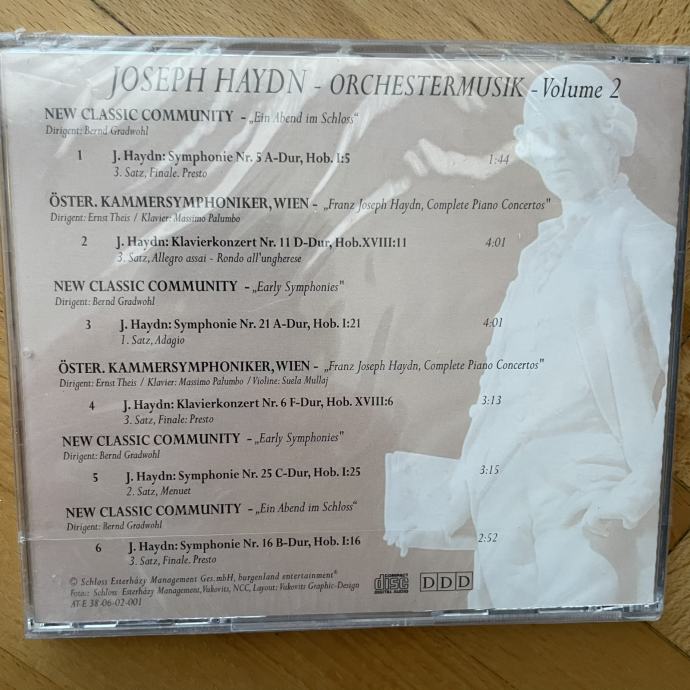 JOSEPH HAYDN - ORCHESTERMUSIK - Volume 2
NEW CLASSIC COMMUNITY - „Ein Abend im Schloss"
Dirigent: Bernd Gradwohl
1 J. Haydn: Symphonie Nr. 5 A-Dur, Hob. I:5 1:44
3. Satz, Finale. Presto
ÖSTER. KAMMERSYMPHONIKER, WIEN - „Franz Joseph Haydn, Complete Piano Concertos"
Dirigent: Ernst Theis / Klavier: Massimo Palumbo
2 J. Haydn: Klavierkonzert Nr. 11 D-Dur, Hob.XVIII:11 4:01
3. Satz, Allegro assai - Rondo all'ungherese
NEW CLASSIC COMMUNITY - „Early Symphonies"
Dirigent: Bernd Gradwohl
3 J. Haydn: Symphonie Nr. 21 A-Dur, Hob. I:21 4:01
1. Satz, Adagio
ÖSTER. KAMMERSYMPHONIKER, WIEN - „Franz Joseph Haydn, Complete Piano Concertos"
Dirigent: Ernst Theis / Klavier: Massimo Palumbo / Violine: Suela Mullaj
4 J. Haydn: Klavierkonzert Nr. 6 F-Dur, Hob. XVIII:6 3:13
3. Satz, Finale: Presto
NEW CLASSIC COMMUNITY - „Early Symphonies"
Dirigent: Bernd Gradwohl
5 J. Haydn: Symphonie Nr. 25 C-Dur, Hob. I:25 3:15
2. Satz, Menuet
NEW CLASSIC COMMUNITY - „Ein Abend im Schloss"
Dirigent: Bernd Gradwohl
6 J. Haydn: Symphonie Nr. 16 B-Dur, Hob. I:16 2:52
3. Satz, Finale. Presto
© Schloss Esterházy Management Ges.mbH, burgenland entertainment®
Fotos: Schloss Esterházy Management, Vukovits, NCC, Layout: Vukovits Graphic-Design
AT-E 38-06-02-001
COMPACT disc DIGITAL AUDIO
DDD